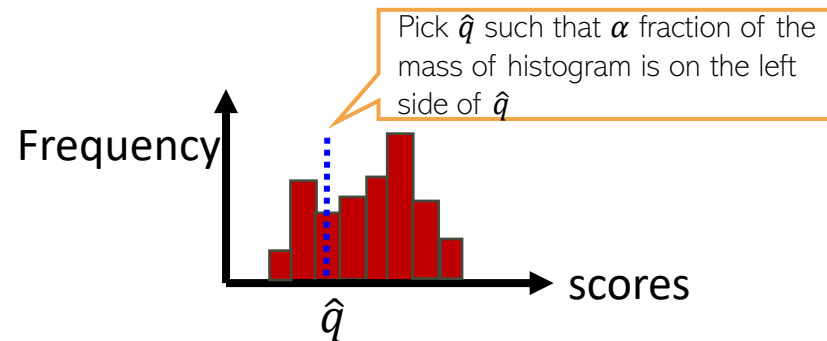 Pick q̂ such that α fraction of the
mass of histogram is on the left
side of q̂
Frequency
scores
q̂